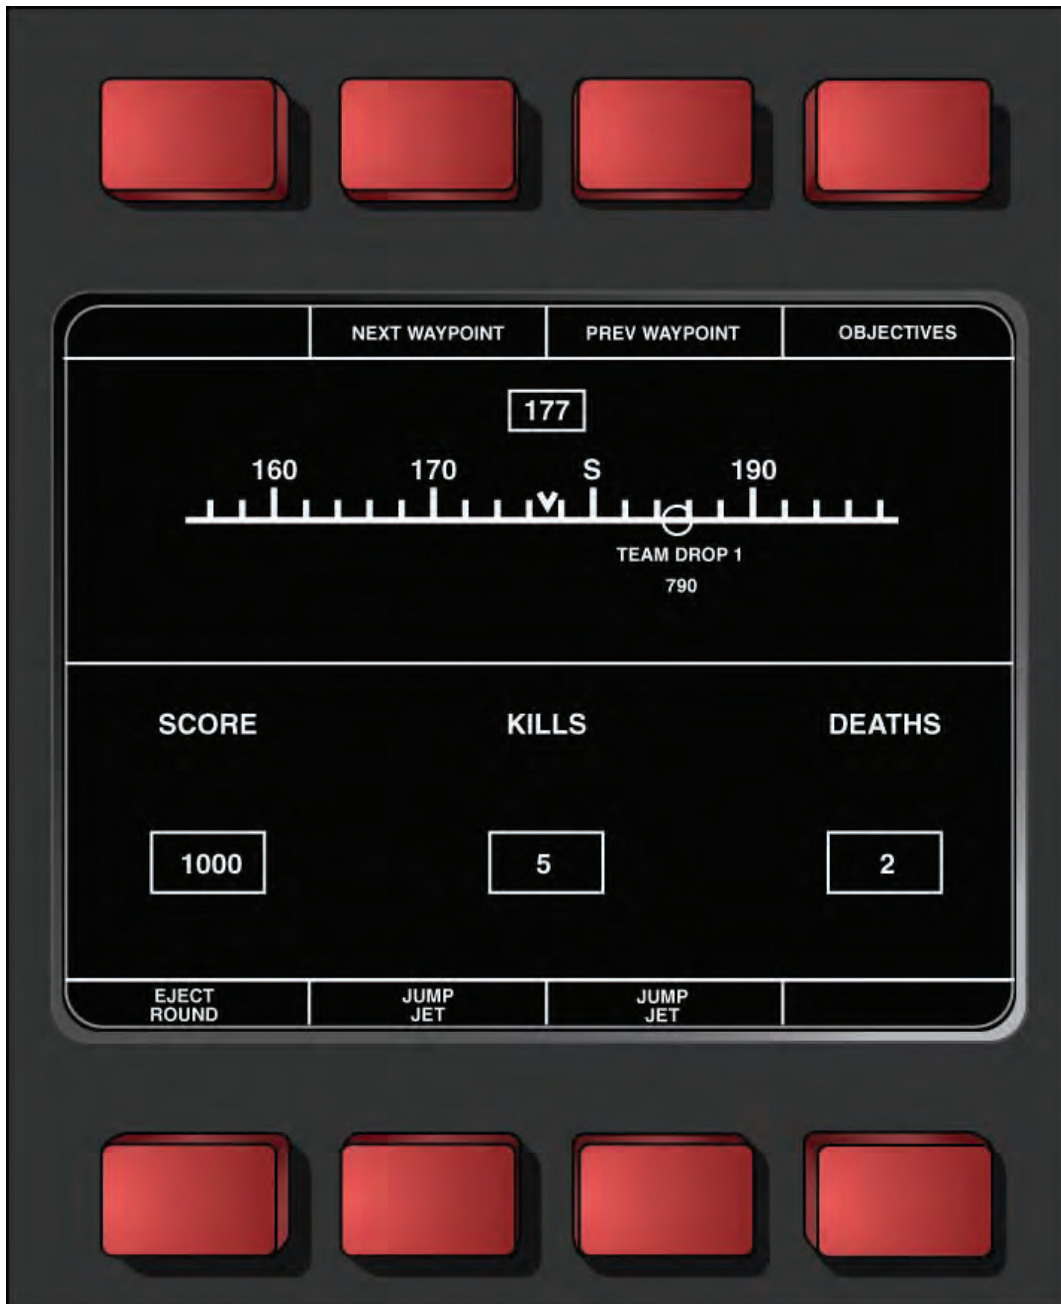 NEXT WAYPOINT PREV WAYPOINT OBJECTIVES
177
160 170 S 190
TEAM DROP 1
790
SCORE KILLS DEATHS
1000 5 2
EJECT ROUND
JUMP JET
JUMP JET